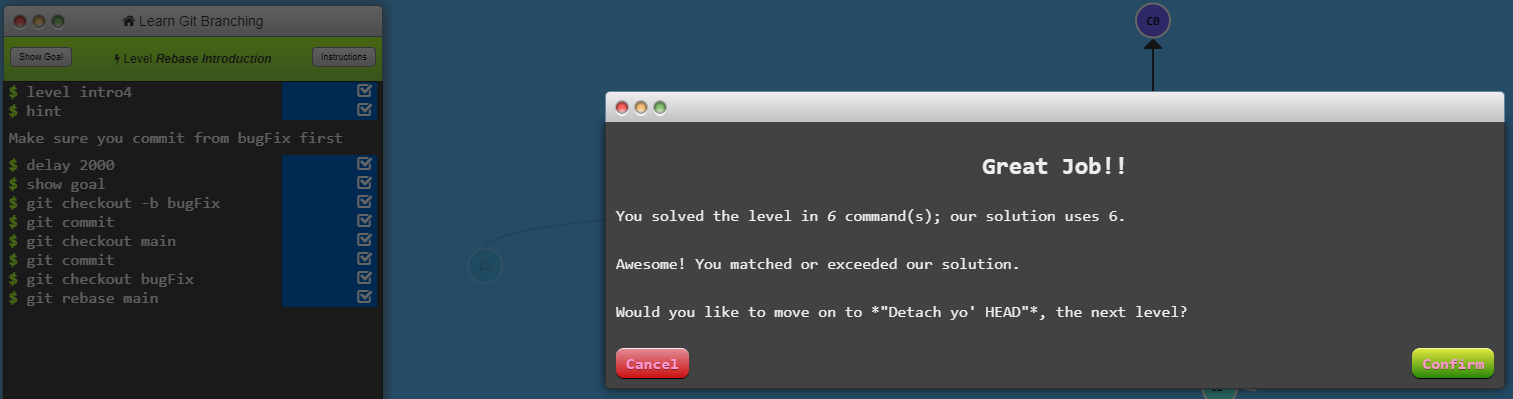 Learn Git Branching
Show Goal
Level Rebase Introduction
Instructions
$ level intro4
$ hint
Make sure you commit from bugFix first
$ delay 2000
$ show goal
$ git checkout -b bugFix
$ git commit
$ git checkout main
$ git commit
$ git checkout bugFix
$ git rebase main
C0
C2
Great Job!!
You solved the level in 6 command(s); our solution uses 6.
Awesome! You matched or exceeded our solution.
Would you like to move on to *"Detach yo' HEAD"*, the next level?
Cancel
Confirm